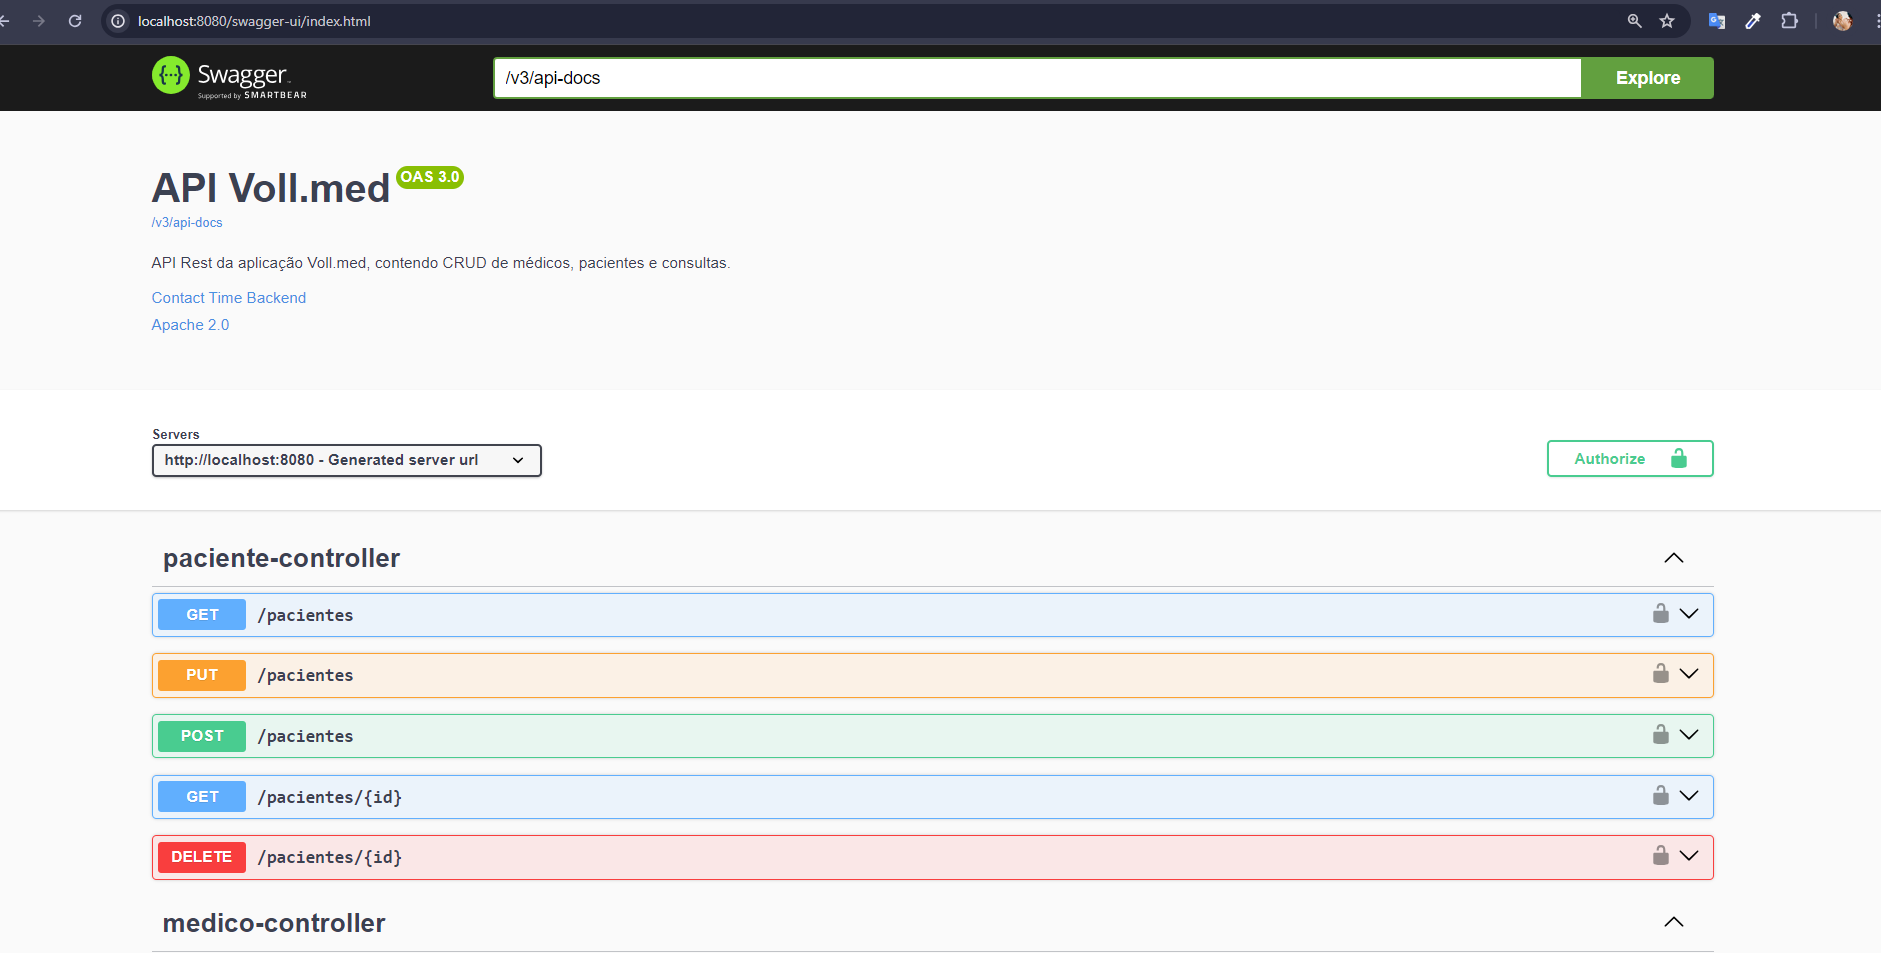 localhost:8080/swagger-ui/index.html
Swagger
Supported by SMARTBEAR
/v3/api-docs
Explore
API Voll.med
OAS 3.0
/v3/api-docs
API Rest da aplicação Voll.med, contendo CRUD de médicos, pacientes e consultas.
Contact Time Backend
Apache 2.0
Servers
http://localhost:8080 - Generated server url
Authorize
paciente-controller
GET /pacientes
PUT /pacientes
POST /pacientes
GET /pacientes/{id}
DELETE /pacientes/{id}
medico-controller